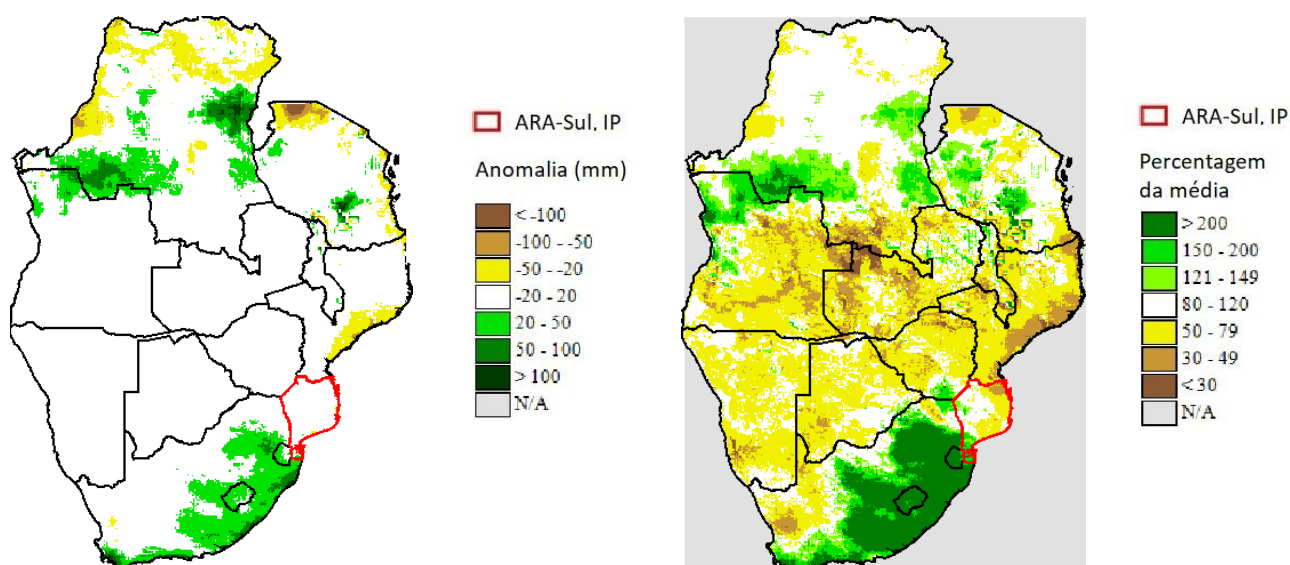 ARA-Sul, IP
Anomalia (mm)
< -100
-100 - -50
-50 - -20
-20 - 20
20 - 50
50 - 100
> 100
N/A
ARA-Sul, IP
Percentagem
da média
> 200
150 - 200
121 - 149
80 - 120
50 - 79
30 - 49
< 30
N/A